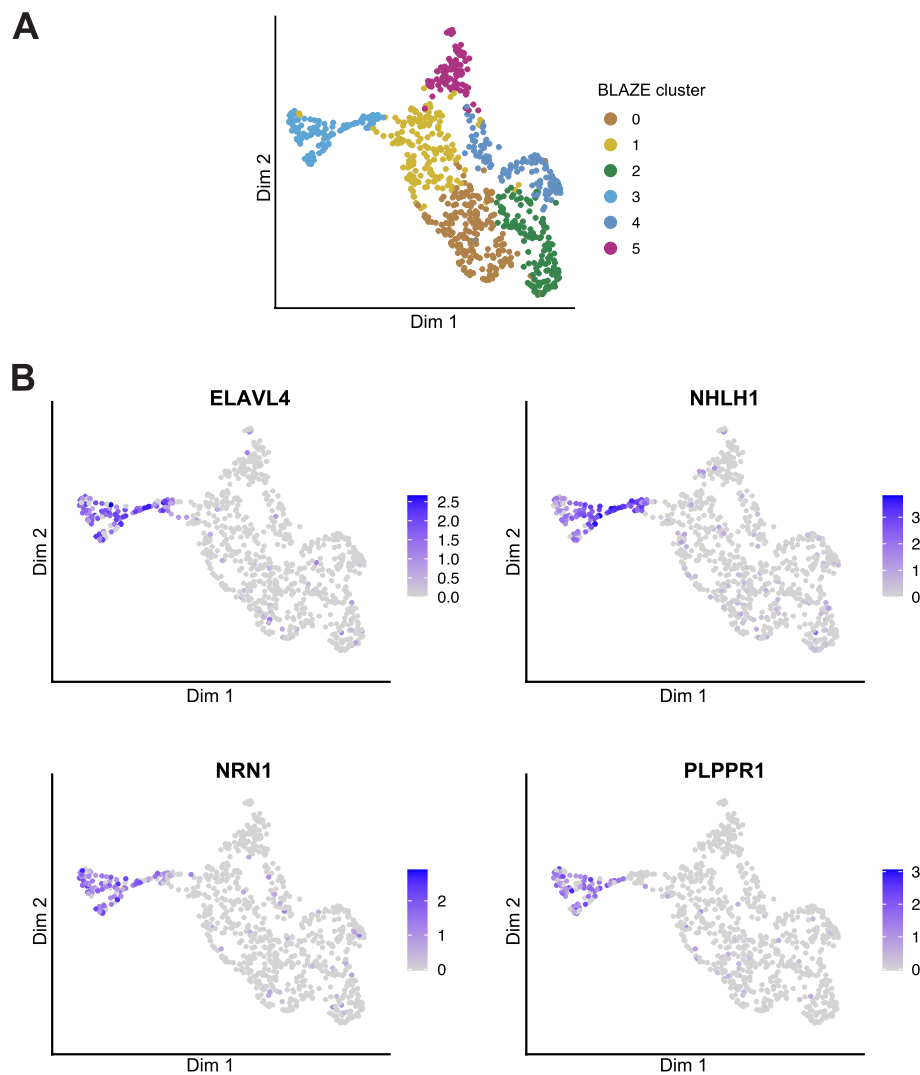 A
Dim 2
Dim 1
BLAZE cluster
0
1
2
3
4
5
B
ELAVL4
Dim 2
Dim 1
2.5
2.0
1.5
1.0
0.5
0.0
NHLH1
Dim 2
Dim 1
3
2
1
0
NRN1
Dim 2
Dim 1
2
1
0
PLPPR1
Dim 2
Dim 1
3
2
1
0